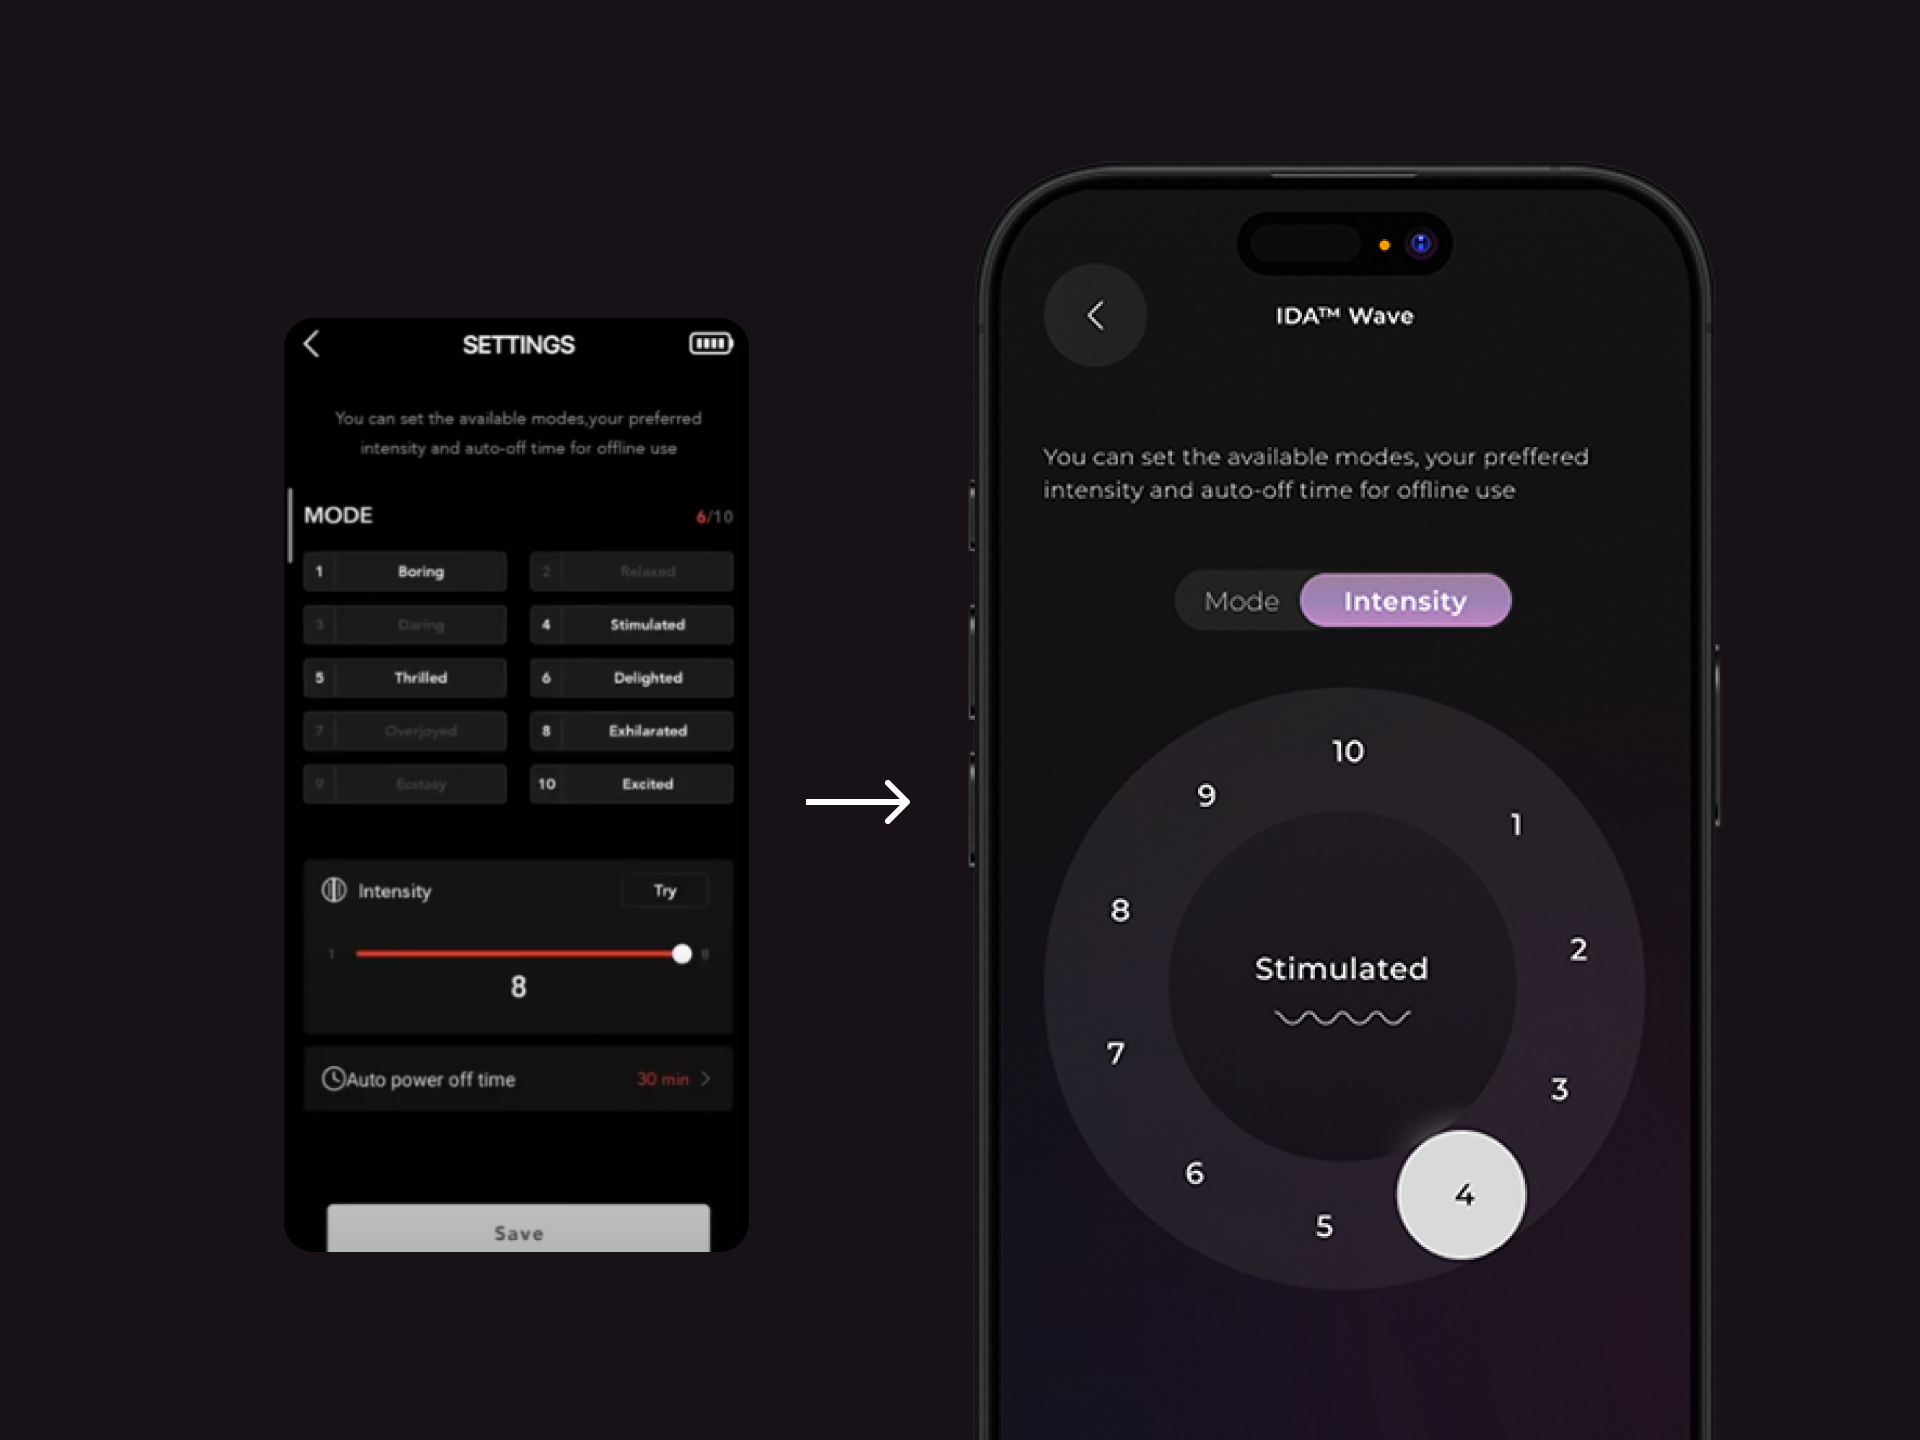 SETTINGS
You can set the available modes,your preferred
intensity and auto-off time for offline use
MODE 6/10
1 Boring 2 Relaxed
3 Daring 4 Stimulated
5 Thrilled 6 Delighted
7 Overjoyed 8 Exhilarated
9 Ecstasy 10 Excited
Intensity Try
1 8
8
Auto power off time 30 min
Save
IDA™ Wave
You can set the available modes, your preffered
intensity and auto-off time for offline use
Mode Intensity
10
9
1
8
2
Stimulated
7
3
6
4
5